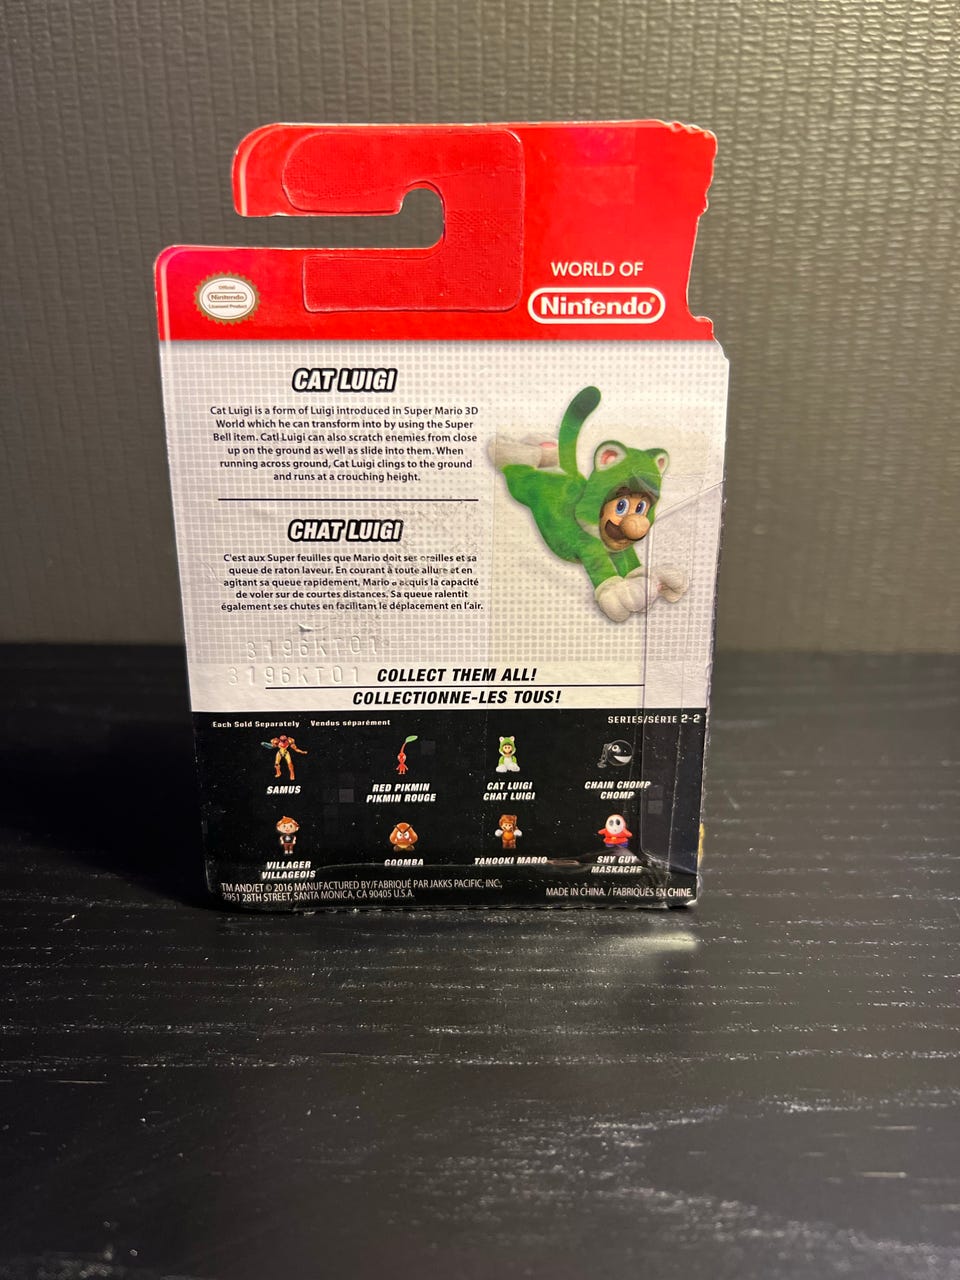 WORLD OF
Nintendo
Official
Nintendo
Licensed Product
CAT LUIGI
Cat Luigi is a form of Luigi introduced in Super Mario 3D
World which he can transform into by using the Super
Bell item. Catl Luigi can also scratch enemies from close
up on the ground as well as slide into them. When
running across ground, Cat Luigi clings to the ground
and runs at a crouching height.
CHAT LUIGI
C'est aux Super feuilles que Mario doit ses oreilles et sa
queue de raton laveur. En courant à toute allure et en
agitant sa queue rapidement, Mario a acquis la capacité
de voler sur de courtes distances. Sa queue ralentit
également ses chutes en facilitant le déplacement en l'air.
3196KT01
3196KT01
COLLECT THEM ALL!
COLLECTIONNE-LES TOUS!
Each Sold Separately Vendus séparément
SERIES/SÉRIE 2-2
SAMUS
RED PIKMIN
PIKMIN ROUGE
CAT LUIGI
CHAT LUIGI
CHAIN CHOMP
CHOMP
VILLAGER
VILLAGEOIS
GOOMBA
TANOOKI MARIO
SHY GUY
MASKACHE
TM AND/ET © 2016 MANUFACTURED BY/FABRIQUÉ PAR JAKKS PACIFIC, INC.,
2951 28TH STREET, SANTA MONICA, CA 90405 U.S.A.
MADE IN CHINA. / FABRIQUÉS EN CHINE.